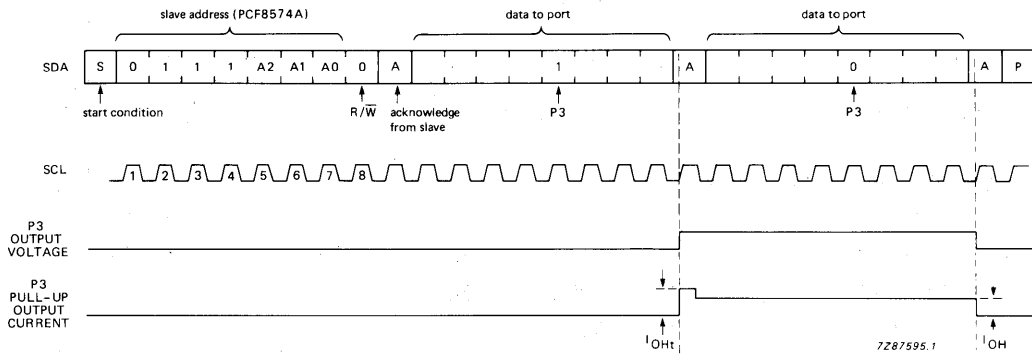 slave address (PCF8574A) data to port data to port
SDA S 0 1 1 1 A2 A1 A0 0 A 1 A 0 A P
start condition R/W acknowledge from slave P3 P3
SCL 1 2 3 4 5 6 7 8
P3
OUTPUT
VOLTAGE
P3
PULL-UP
OUTPUT
CURRENT
IOHt IOH
7Z87595.1